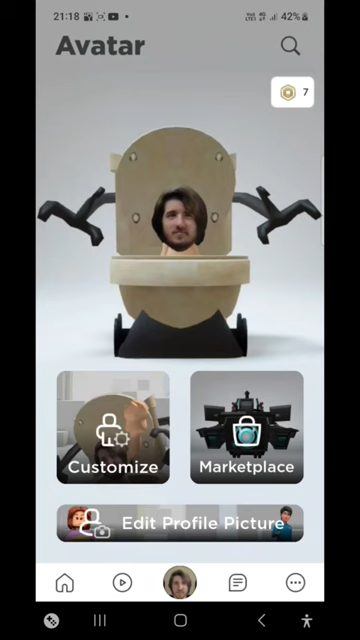 21:18
42%
Avatar
7
Customize
Marketplace
Edit Profile Picture